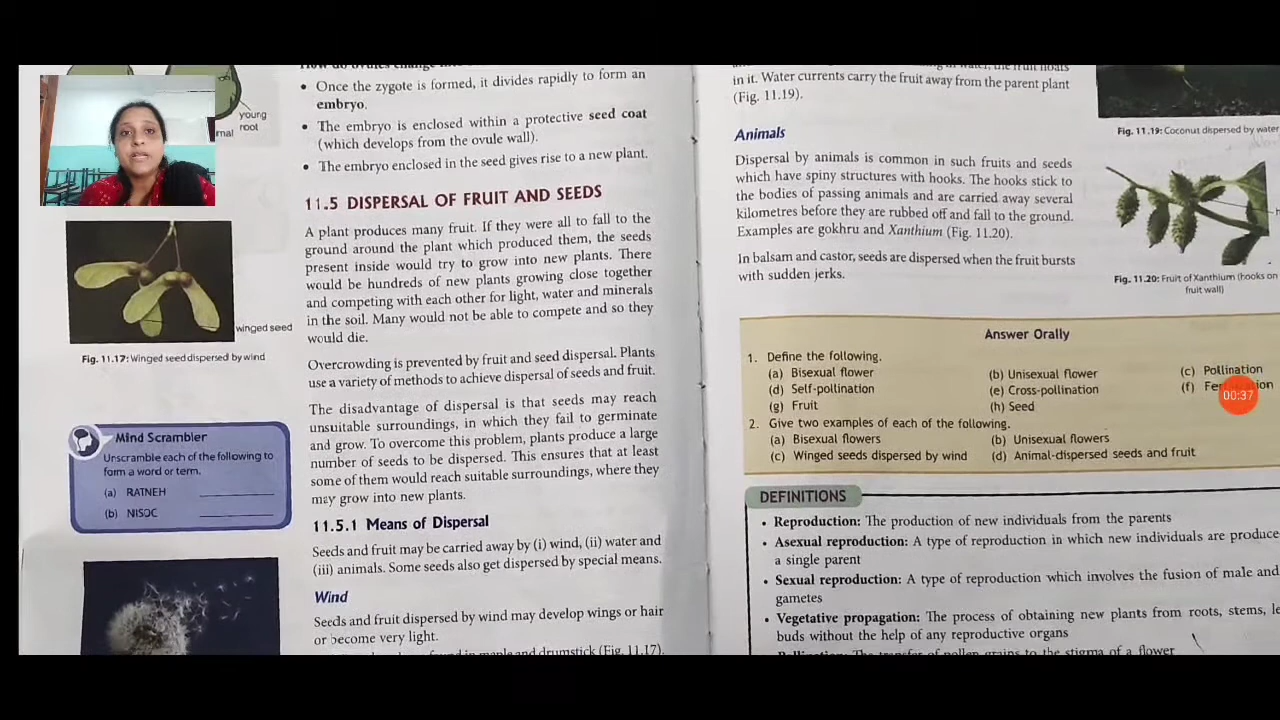 young
root
winged seed
Fig. 11.17: Winged seed dispersed by wind
Mind Scrambler
Unscramble each of the following to
form a word or term.
(a) RATNEH
(b) NISOC
• Once the zygote is formed, it divides rapidly to form an
embryo.
• The embryo is enclosed within a protective seed coat
(which develops from the ovule wall).
• The embryo enclosed in the seed gives rise to a new plant.
11.5 DISPERSAL OF FRUIT AND SEEDS
A plant produces many fruit. If they were all to fall to the
ground around the plant which produced them, the seeds
present inside would try to grow into new plants. There
would be hundreds of new plants growing close together
and competing with each other for light, water and minerals
in the soil. Many would not be able to compete and so they
would die.
Overcrowding is prevented by fruit and seed dispersal. Plants
use a variety of methods to achieve dispersal of seeds and fruit.
The disadvantage of dispersal is that seeds may reach
unsuitable surroundings, in which they fail to germinate
and grow. To overcome this problem, plants produce a large
number of seeds to be dispersed. This ensures that at least
some of them would reach suitable surroundings, where they
may grow into new plants.
11.5.1 Means of Dispersal
Seeds and fruit may be carried away by (i) wind, (ii) water and
(iii) animals. Some seeds also get dispersed by special means.
Wind
Seeds and fruit dispersed by wind may develop wings or hair
or become very light.
in maple and drumstick (Fig. 11.17).
in it. Water currents carry the fruit away from the parent plant
(Fig. 11.19).
Animals
Dispersal by animals is common in such fruits and seeds
which have spiny structures with hooks. The hooks stick to
the bodies of passing animals and are carried away several
kilometres before they are rubbed off and fall to the ground.
Examples are gokhru and Xanthium (Fig. 11.20).
In balsam and castor, seeds are dispersed when the fruit bursts
with sudden jerks.
Fig. 11.19: Coconut dispersed by water
Fig. 11.20: Fruit of Xanthium (hooks on
fruit wall)
Answer Orally
1. Define the following.
(a) Bisexual flower (b) Unisexual flower (c) Pollination
(d) Self-pollination (e) Cross-pollination (f)
(g) Fruit (h) Seed
2. Give two examples of each of the following.
(a) Bisexual flowers (b) Unisexual flowers
(c) Winged seeds dispersed by wind (d) Animal-dispersed seeds and fruit
00:37
DEFINITIONS
• Reproduction: The production of new individuals from the parents
• Asexual reproduction: A type of reproduction in which new individuals are produce
a single parent
• Sexual reproduction: A type of reproduction which involves the fusion of male and
gametes
• Vegetative propagation: The process of obtaining new plants from roots, stems, le
buds without the help of any reproductive organs
The transfer of pollen grains to the stigma of a flower